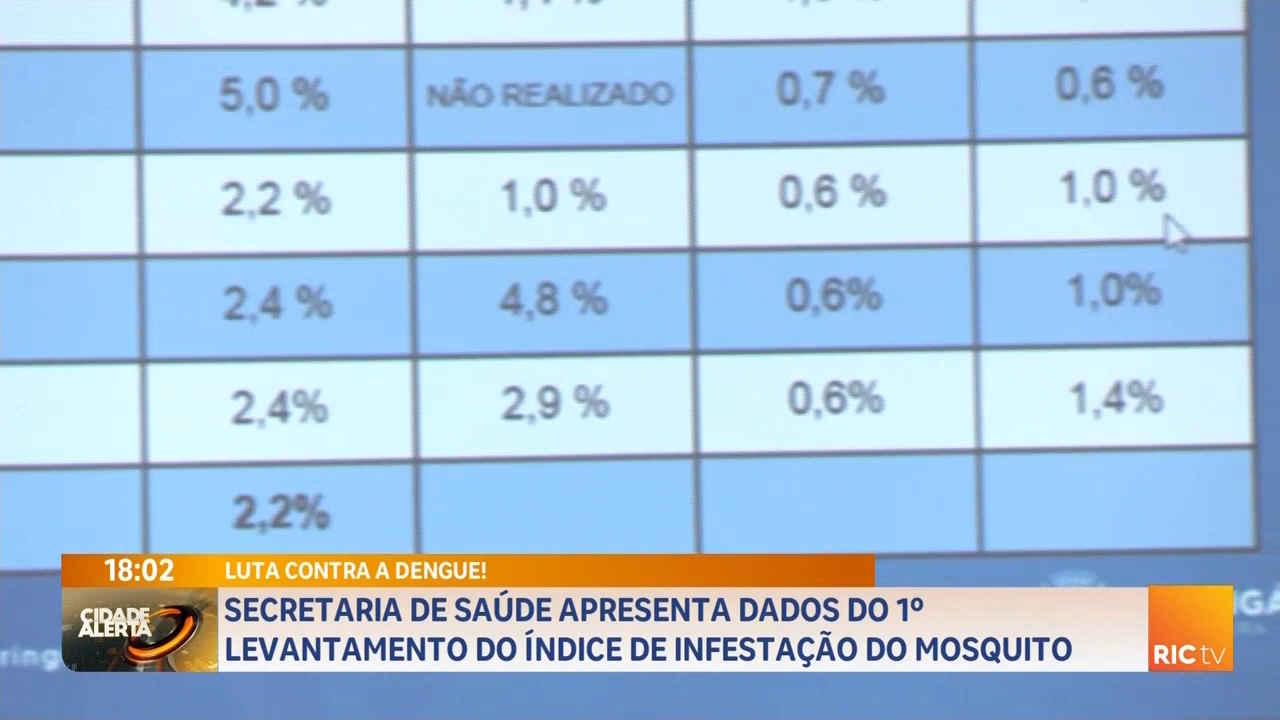 5,0 % NÃO REALIZADO 0,7 % 0,6 %
2,2 % 1,0 % 0,6 % 1,0 %
2,4 % 4,8 % 0,6% 1,0%
2,4% 2,9 % 0,6% 1,4%
2,2%
18:02 LUTA CONTRA A DENGUE!
CIDADE
ALERTA
SECRETARIA DE SAÚDE APRESENTA DADOS DO 1º
LEVANTAMENTO DO ÍNDICE DE INFESTAÇÃO DO MOSQUITO
RIC tv